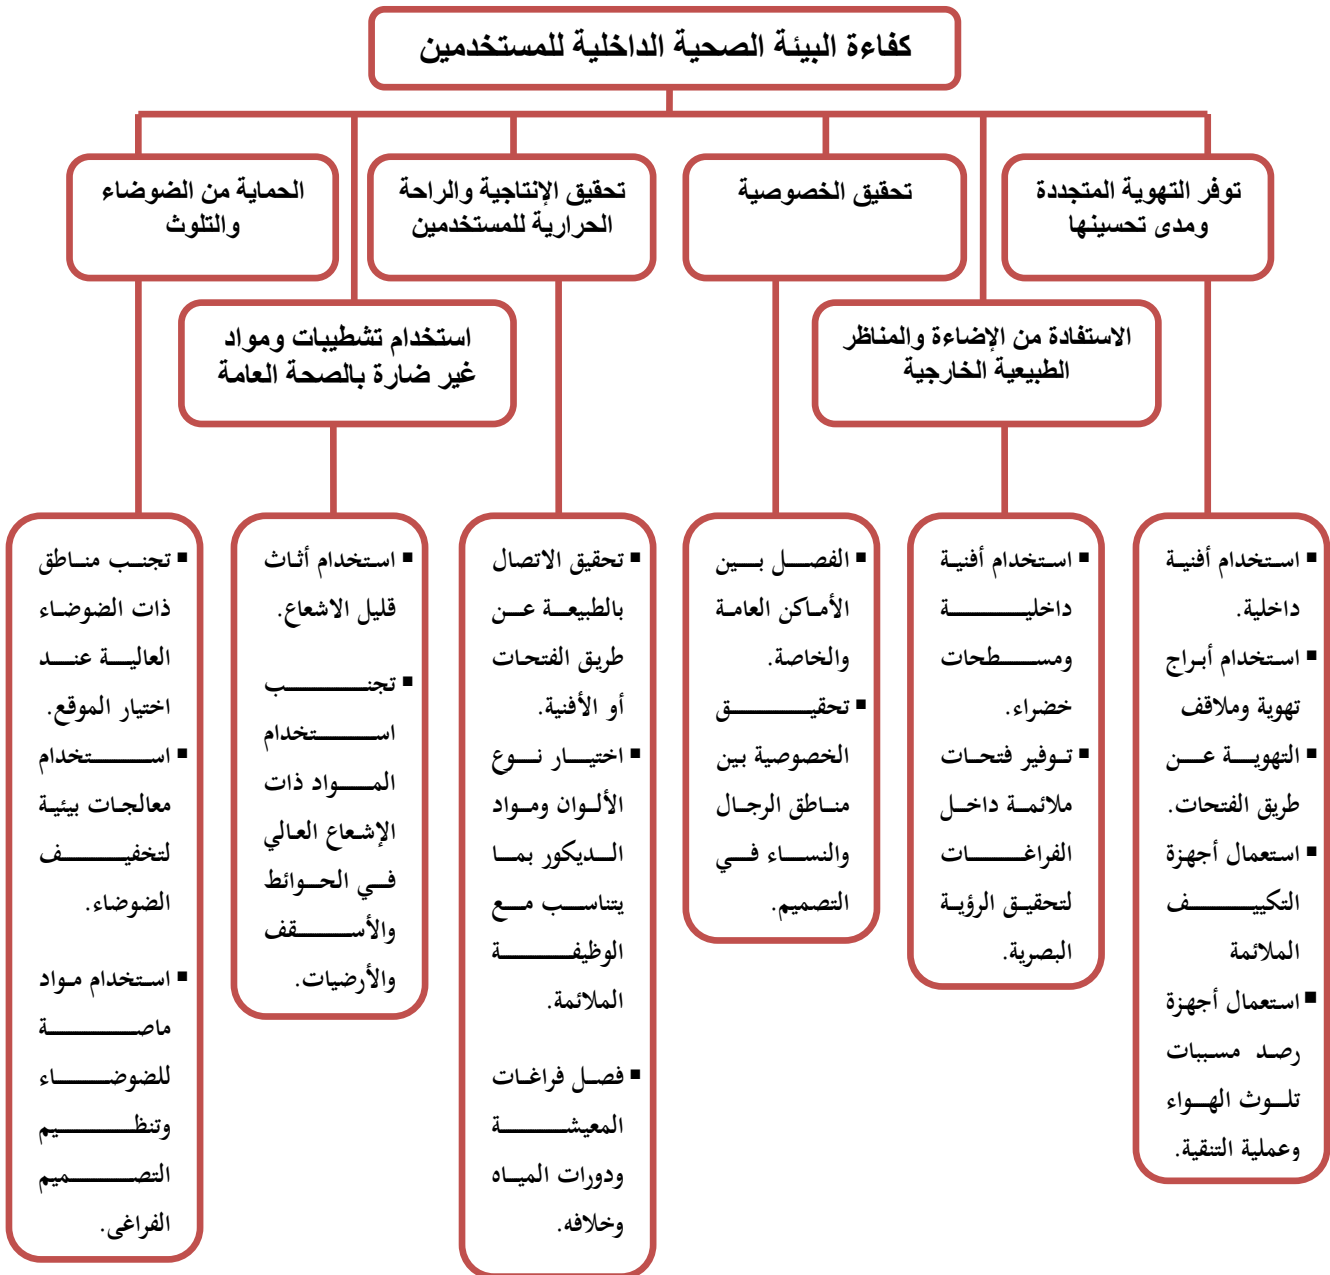 كفاءة البيئة الصحية الداخلية للمستخدمين
توفر التهوية المتجددة
ومدى تحسينها
تحقيق الخصوصية
تحقيق الإنتاجية والراحة
الحرارية للمستخدمين
الحماية من الضوضاء
والتلوث
الاستفادة من الإضاءة والمناظر
الطبيعية الخارجية
استخدام تشطيبات ومواد
غير ضارة بالصحة العامة
▪ استخدام أفنية
داخلية.
▪ استخدام أبراج
تهوية وملاقف
▪ التهوية عن
طريق الفتحات.
▪ استعمال أجهزة
التكييف
الملائمة
▪ استعمال أجهزة
رصد مسببات
تلوث الهواء
وعملية التنقية.
▪ استخدام أفنية
داخلية
ومسطحات
خضراء.
▪ توفير فتحات
ملائمة داخل
الفراغات
لتحقيق الرؤية
البصرية.
▪ الفصل بين
الأماكن العامة
والخاصة.
▪ تحقيق
الخصوصية بين
مناطق الرجال
والنساء في
التصميم.
▪ تحقيق الاتصال
بالطبيعة عن
طريق الفتحات
أو الأفنية.
▪ اختيار نوع
الألوان ومواد
الديكور بما
يتناسب مع
الوظيفة
الملائمة.
▪ فصل فراغات
المعيشة
ودورات المياه
وخلافه.
▪ استخدام أثاث
قليل الاشعاع.
▪ تجنب
استخدام
المواد ذات
الإشعاع العالي
في الحوائط
والأسقف
والأرضيات.
▪ تجنب مناطق
ذات الضوضاء
العالية عند
اختيار الموقع.
▪ استخدام
معالجات بيئية
لتخفيف
الضوضاء.
▪ استخدام مواد
ماصة
للضوضاء
وتنظيم
التصميم
الفراغى.